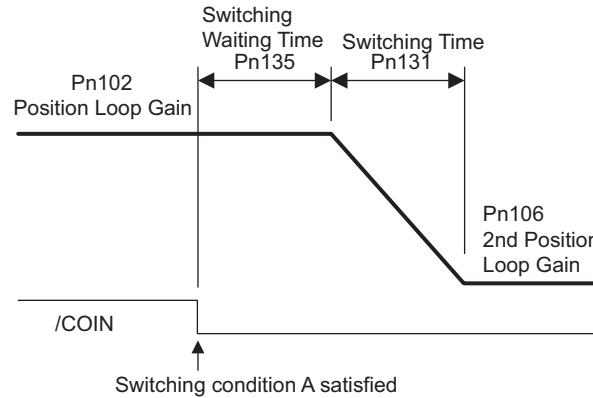 Switching
Waiting Time
Pn135
Switching Time
Pn131
Pn102
Position Loop Gain
Pn106
2nd Position
Loop Gain
/COIN
Switching condition A satisfied